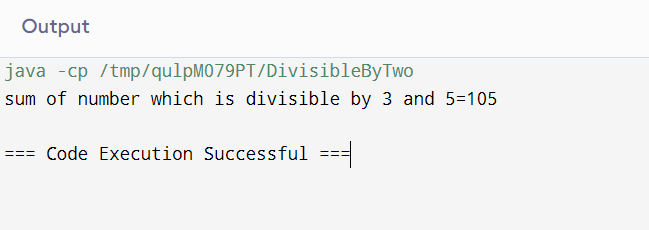 Output
java -cp /tmp/qulpM079PT/DivisibleByTwo
sum of number which is divisible by 3 and 5=105
=== Code Execution Successful ===